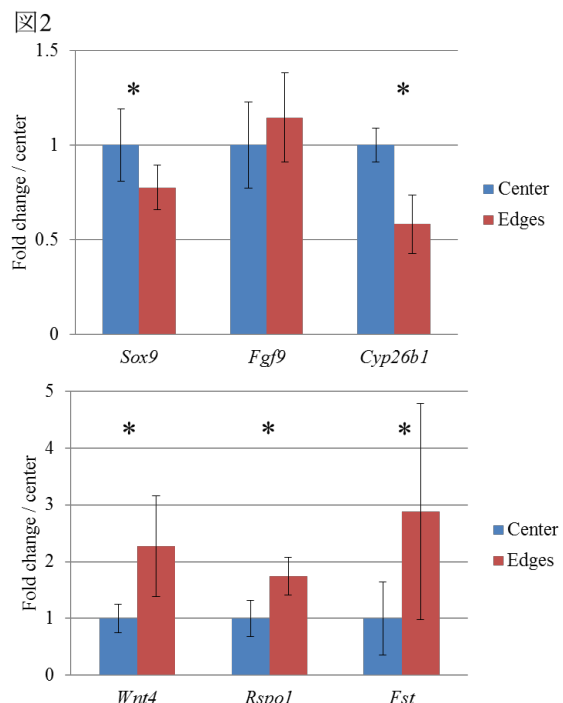 図2
Fold change / center
1.5
1
0.5
0
*
*
Center
Edges
Sox9 Fgf9 Cyp26b1
Fold change / center
5
4
3
2
1
0
*
*
*
Center
Edges
Wnt4 Rspo1 Fst